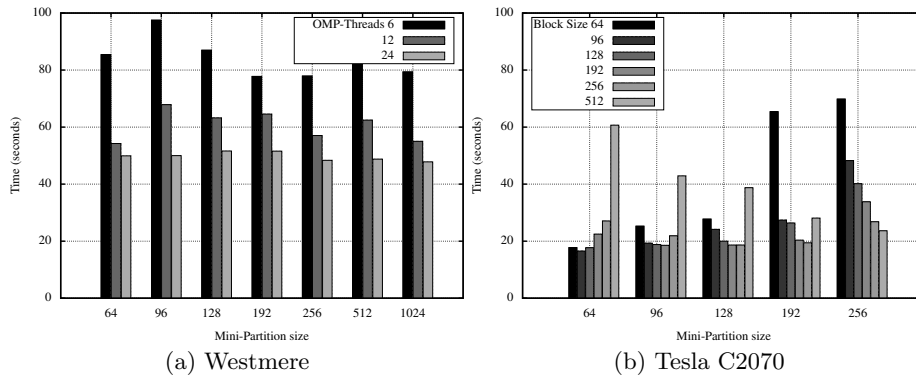 100
80
60
40
20
0
Time (seconds)
OMP-Threads 6
12
24
64 96 128 192 256 512 1024
Mini-Partition size
(a) Westmere
100
80
60
40
20
0
Time (seconds)
Block Size 64
96
128
192
256
512
64 96 128 192 256
Mini-Partition size
(b) Tesla C2070